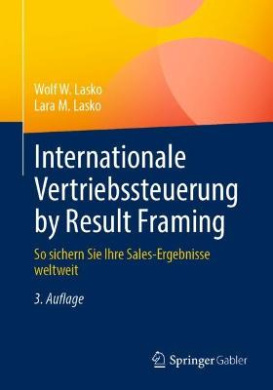 Wolf W. Lasko
Lara M. Lasko
Internationale
Vertriebssteuerung
by Result Framing
So sichern Sie Ihre Sales-Ergebnisse
weltweit
3. Auflage
Springer Gabler